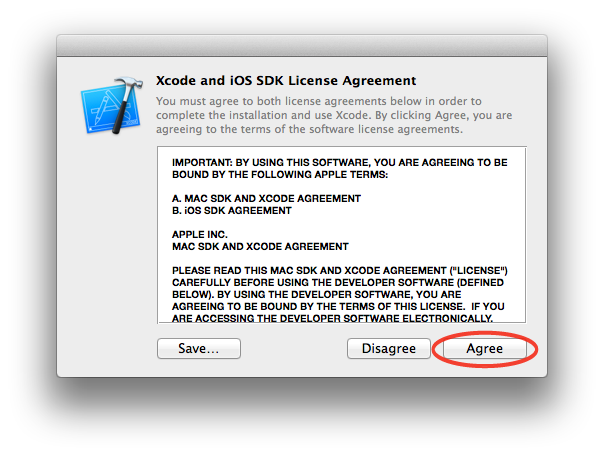 Xcode and iOS SDK License Agreement
You must agree to both license agreements below in order to
complete the installation and use Xcode. By clicking Agree, you are
agreeing to the terms of the software license agreements.
IMPORTANT: BY USING THIS SOFTWARE, YOU ARE AGREEING TO BE
BOUND BY THE FOLLOWING APPLE TERMS:
A. MAC SDK AND XCODE AGREEMENT
B. iOS SDK AGREEMENT
APPLE INC.
MAC SDK AND XCODE AGREEMENT
PLEASE READ THIS MAC SDK AND XCODE AGREEMENT ("LICENSE")
CAREFULLY BEFORE USING THE DEVELOPER SOFTWARE (DEFINED
BELOW). BY USING THE DEVELOPER SOFTWARE, YOU ARE
AGREEING TO BE BOUND BY THE TERMS OF THIS LICENSE.  IF YOU
ARE ACCESSING THE DEVELOPER SOFTWARE ELECTRONICALLY,
Save... Disagree Agree